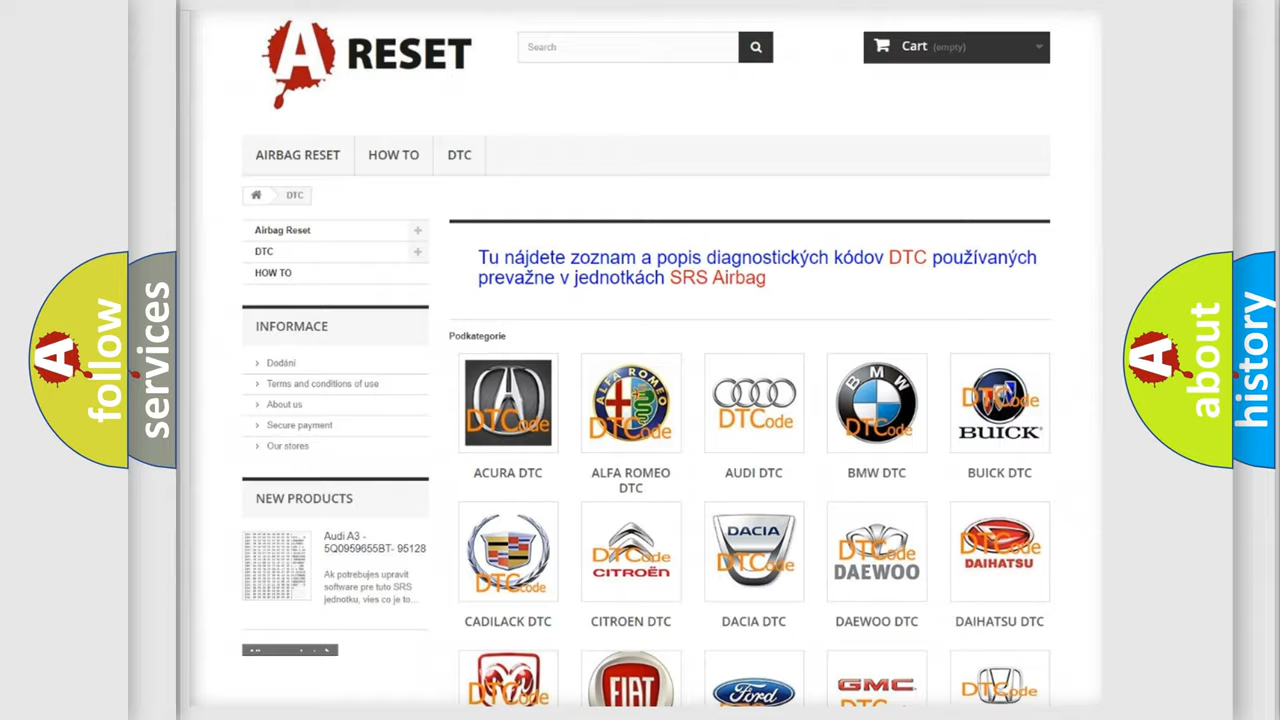 A RESET
Search
Cart (empty)
AIRBAG RESET
HOW TO
DTC
DTC
Airbag Reset
DTC
HOW TO
INFORMACE
Dodání
Terms and conditions of use
About us
Secure payment
Our stores
NEW PRODUCTS
Audi A3 -
5Q0959655BT- 95128
Ak potrebujes upravit
software pre tuto SRS
jednotku, vies co je to...
Tu nájdete zoznam a popis diagnostických kódov DTC používaných
prevažne v jednotkách SRS Airbag
Podkategorie
DTCode
ALFA ROMEO
DTCode
DTCode
BMW
DTCode
DTCode
BUICK
ACURA DTC
ALFA ROMEO
DTC
AUDI DTC
BMW DTC
BUICK DTC
DTCode
DTCode
CITROËN
DACIA
DTCode
DTCode
DAEWOO
DTCode
DAIHATSU
CADILACK DTC
CITROEN DTC
DACIA DTC
DAEWOO DTC
DAIHATSU DTC
DTCode
FIAT
Ford
GMC
DTCode
A follow
services
A about
history